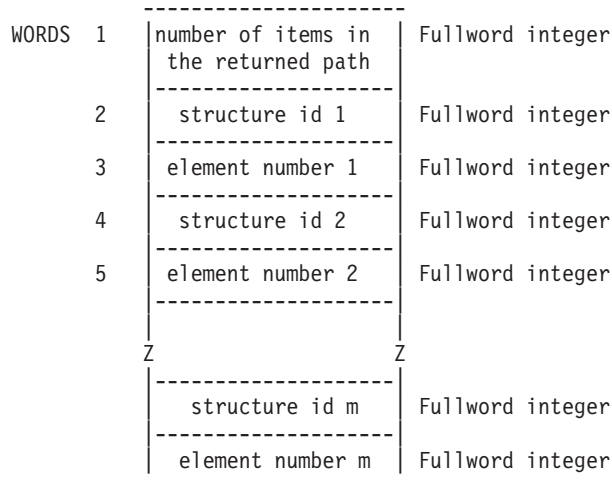 WORDS 1 number of items in Fullword integer
the returned path
2 structure id 1 Fullword integer
3 element number 1 Fullword integer
4 structure id 2 Fullword integer
5 element number 2 Fullword integer
Z Z
structure id m Fullword integer
element number m Fullword integer